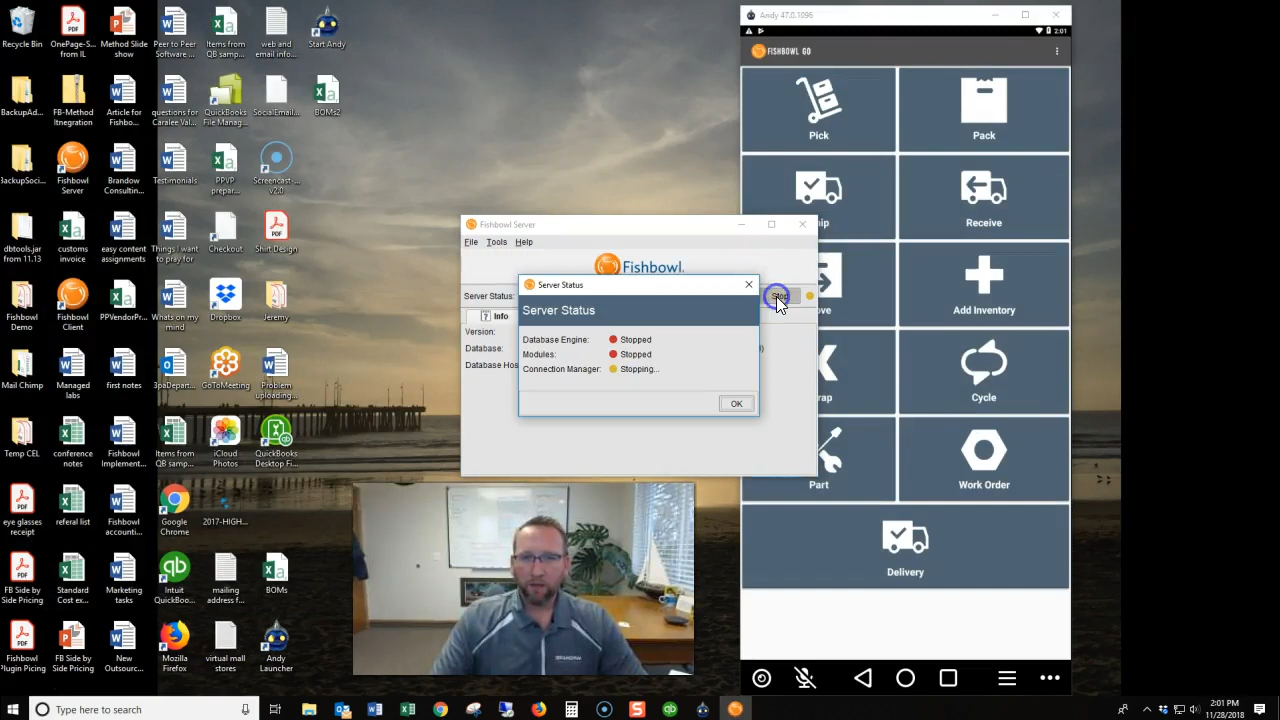 Recycle Bin
OnePage-S...
from IL
Method Slide
show
Peer to Peer
Software ...
Items from
QB samp...
web and
email info...
Start Andy
BackupAd...
FB-Method
Itnegration
Article for
Fishbo...
questions for
Caralee Val...
QuickBooks
File Manag...
SocialEmail...
BOMs2
BackupSoci...
Fishbowl
Server
Brandow
Consultin...
Testimonials
PPVP
prepar...
Screencast-
v2.0
dbtools.jar
from 11.13
customs
invoice
easy content
assignments
Things I want
to pray for
Checkout
Shirt Design
Fishbowl
Demo
Fishbowl
Client
PPVendorPr...
Whats on my
mind
Dropbox
Jeremy
Mail Chimp
Managed
labs
first notes
3paDepart...
GoToMeeting
Problem
uploading...
Temp CEL
conference
notes
Fishbowl
Implement...
Items from
QB samp...
iCloud
Photos
QuickBooks
Desktop Fi...
eye glasses
receipt
referal list
Fishbowl
accounti...
Google
Chrome
2017-HIGH...
FB Side by
Side Pricing
Standard
Cost ex...
Marketing
tasks
Intuit
QuickBoo...
mailing
address f...
BOMs
Fishbowl
Plugin Pricing
FB Side by
Side Pricing
New
Outsourc...
Mozilla
Firefox
virtual mall
stores
Andy
Launcher
Fishbowl Server
File Tools Help
Fishbowl.
Server Status:
Stop
Info
Version:
Database:
Database Hos
Server Status
Server Status
Database Engine: Stopped
Modules: Stopped
Connection Manager: Stopping...
OK
Andy 47.0.1096
2:01
FISHBOWL GO
Pick
Pack
ip
Receive
ove
Add Inventory
rap
Cycle
Part
Work Order
Delivery
Type here to search
2:01 PM
11/28/2018